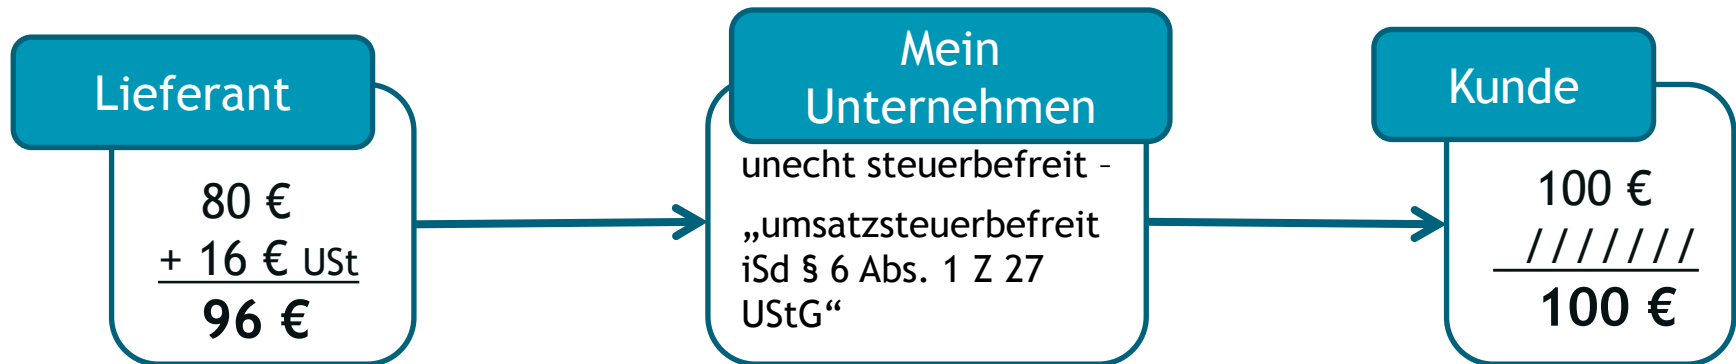 Lieferant
80 €
+ 16 € USt
96 €
Mein
Unternehmen
unecht steuerbefreit –
„umsatzsteuerbefreit
iSd § 6 Abs. 1 Z 27
UStG“
Kunde
100 €
///////
100 €